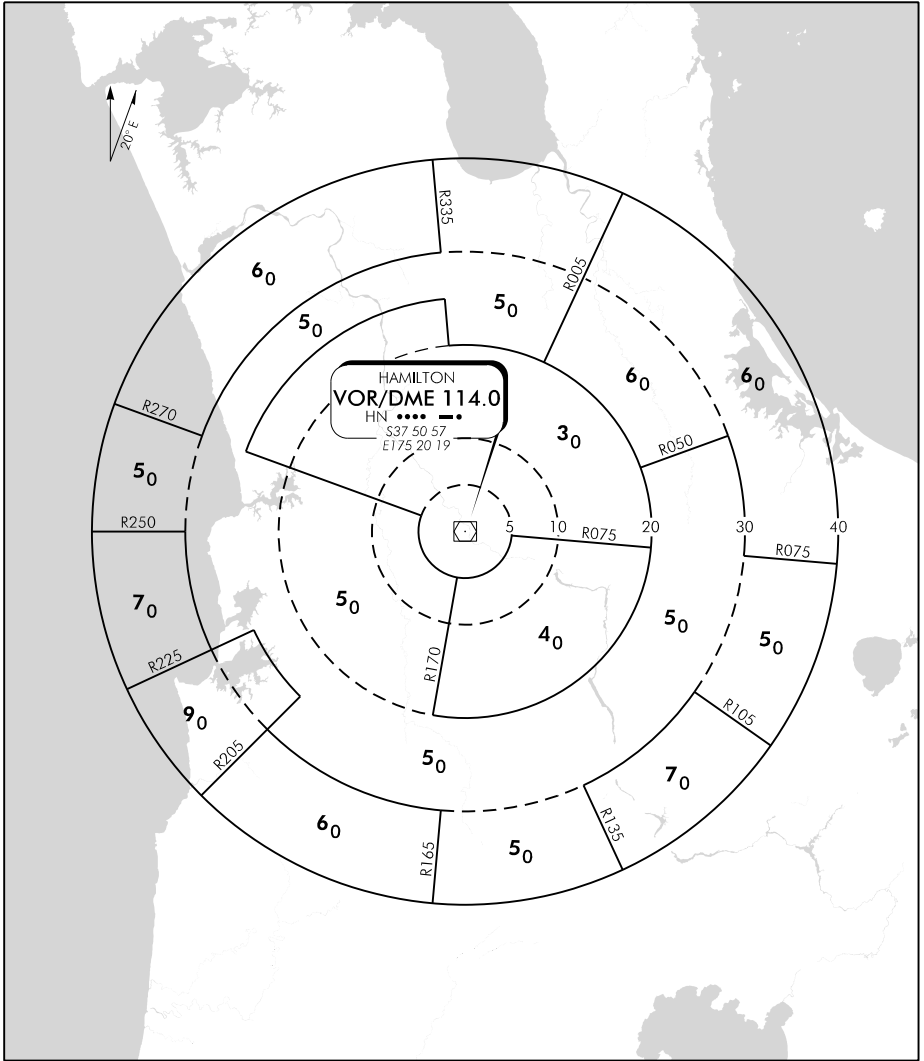 20° E
R335
R005
6₀
5₀
5₀
HAMILTON
VOR/DME 114.0
HN •••• ▬ •
S37 50 57
E175 20 19
6₀
6₀
R270
3₀
R050
5₀
R250
5
10
R075
20
30
40
R075
7₀
5₀
4₀
5₀
5₀
R225
R170
9₀
R205
R105
5₀
7₀
6₀
R165
5₀
R135